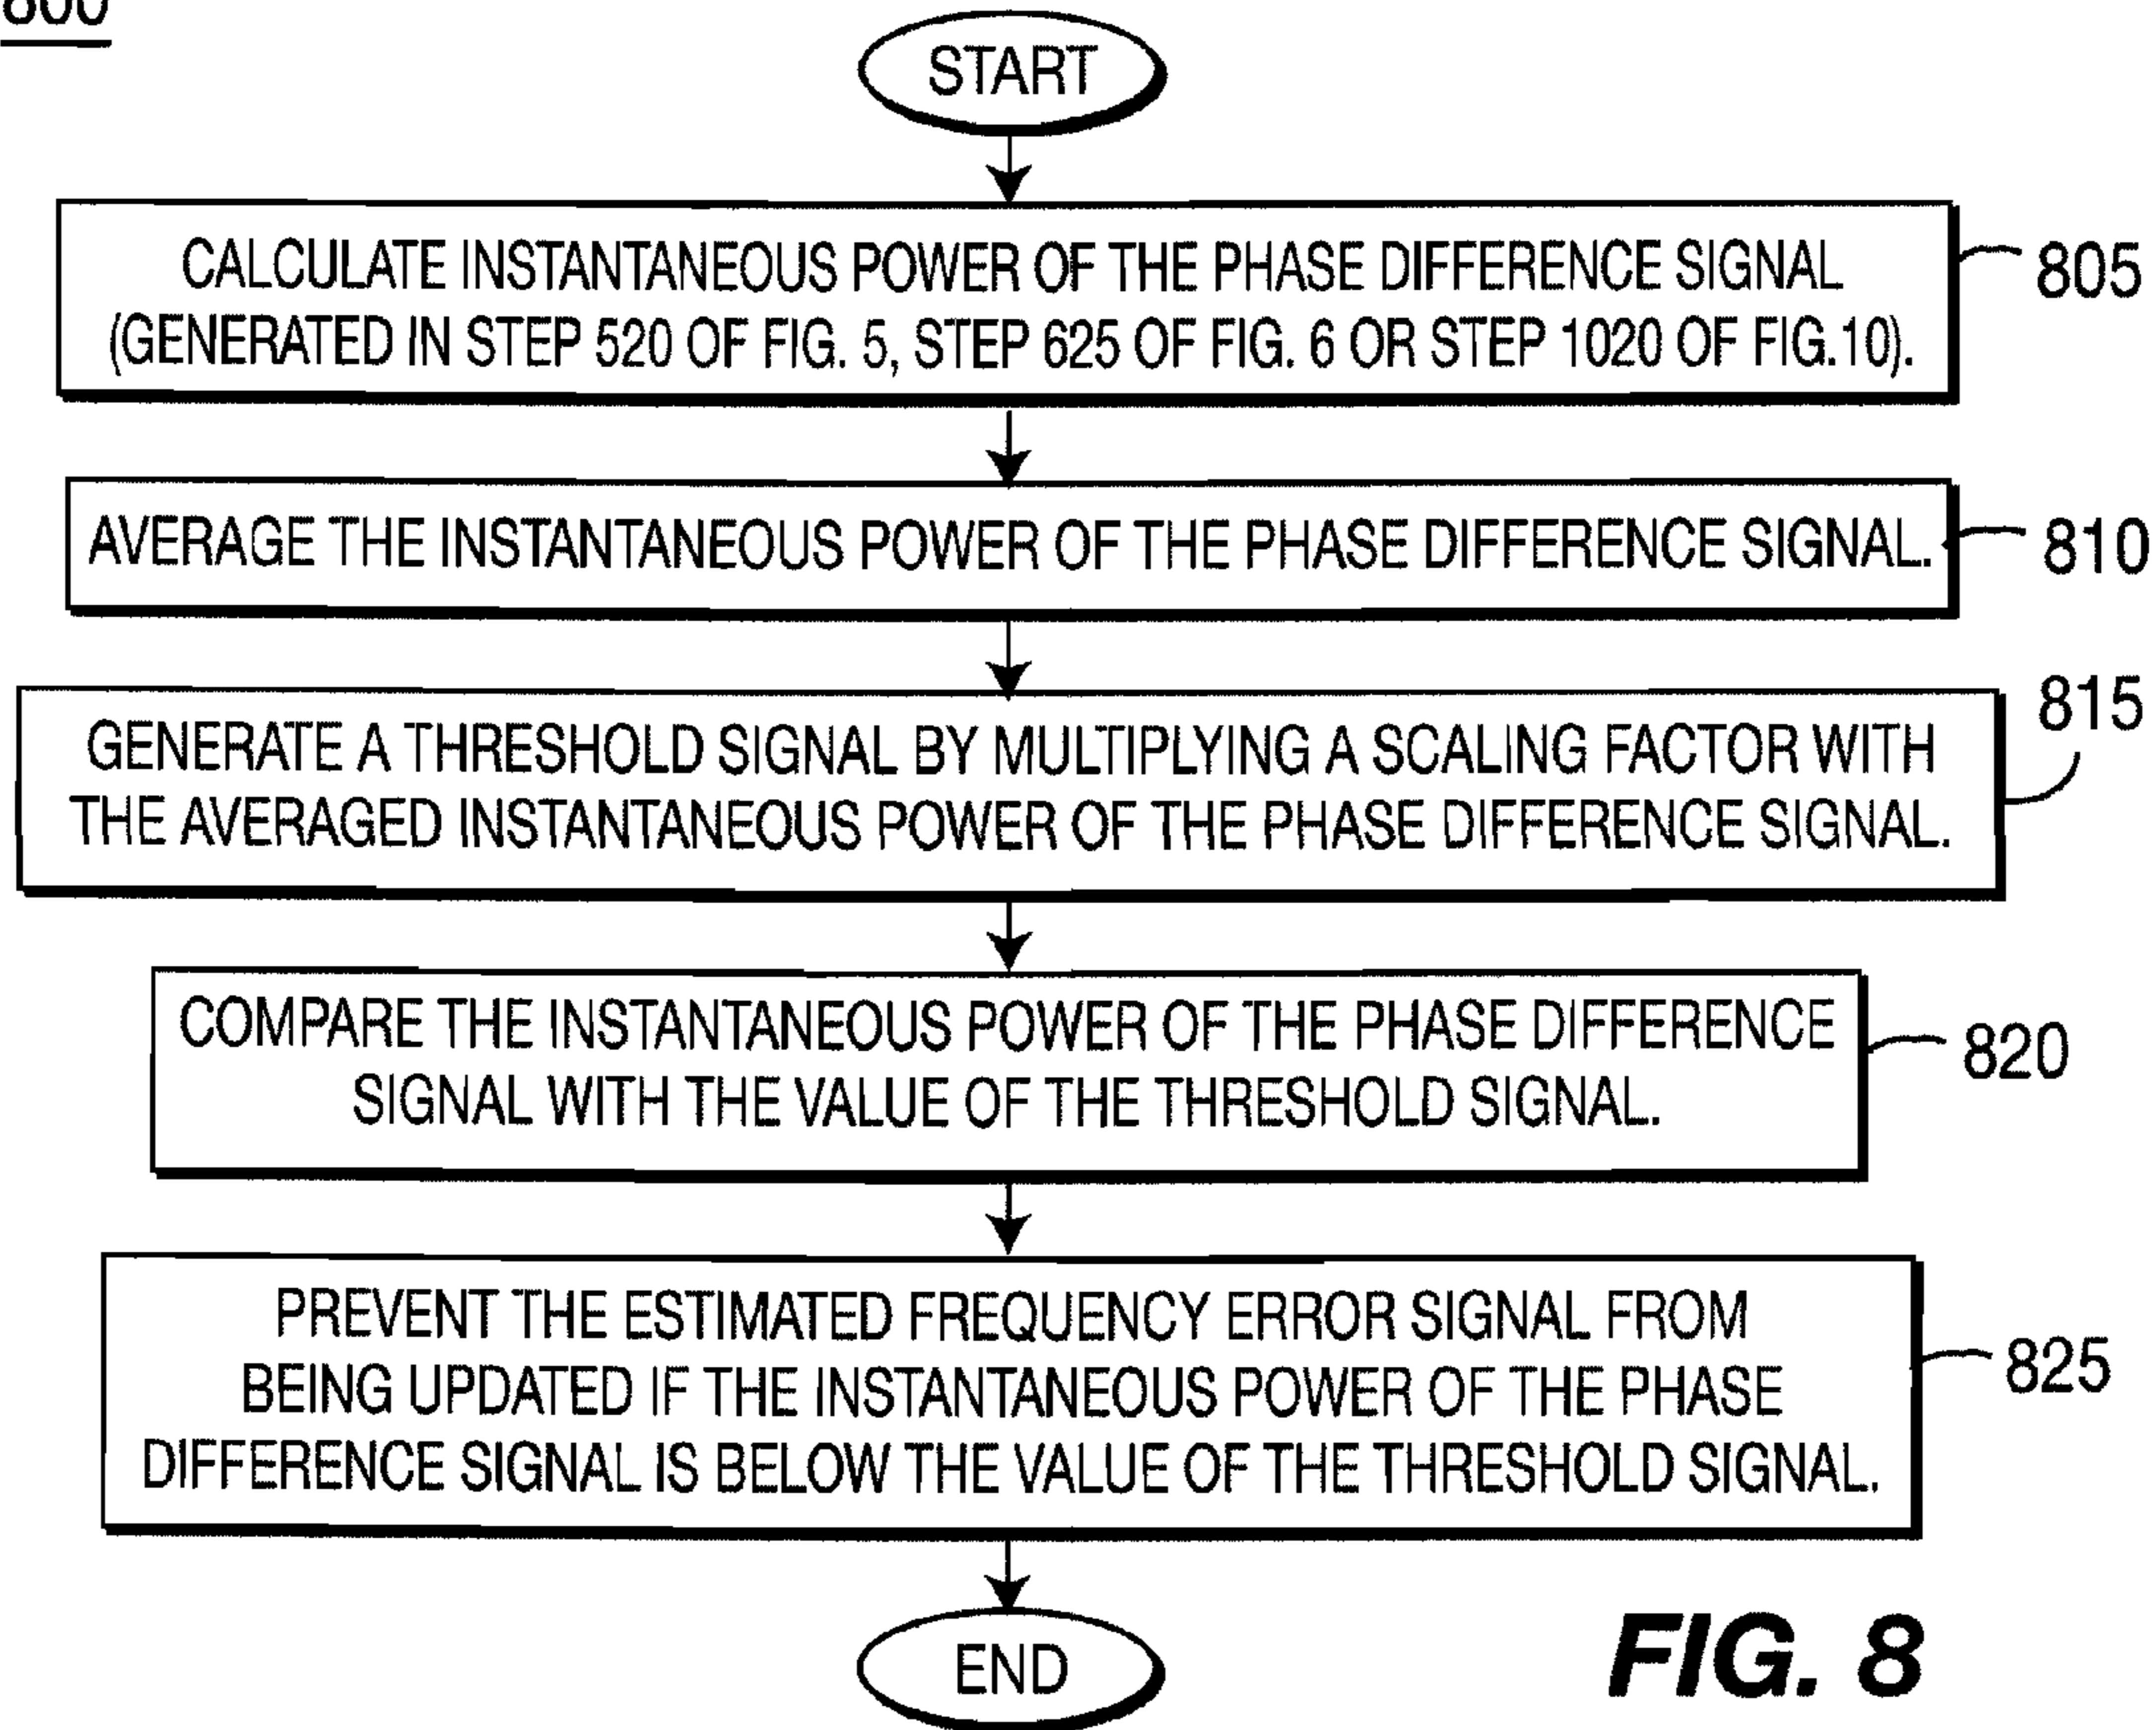 800
START
CALCULATE INSTANTANEOUS POWER OF THE PHASE DIFFERENCE SIGNAL
(GENERATED IN STEP 520 OF FIG. 5, STEP 625 OF FIG. 6 OR STEP 1020 OF FIG.10).
805
AVERAGE THE INSTANTANEOUS POWER OF THE PHASE DIFFERENCE SIGNAL.
810
GENERATE A THRESHOLD SIGNAL BY MULTIPLYING A SCALING FACTOR WITH
THE AVERAGED INSTANTANEOUS POWER OF THE PHASE DIFFERENCE SIGNAL.
815
COMPARE THE INSTANTANEOUS POWER OF THE PHASE DIFFERENCE
SIGNAL WITH THE VALUE OF THE THRESHOLD SIGNAL.
820
PREVENT THE ESTIMATED FREQUENCY ERROR SIGNAL FROM
BEING UPDATED IF THE INSTANTANEOUS POWER OF THE PHASE
DIFFERENCE SIGNAL IS BELOW THE VALUE OF THE THRESHOLD SIGNAL.
825
END
FIG. 8